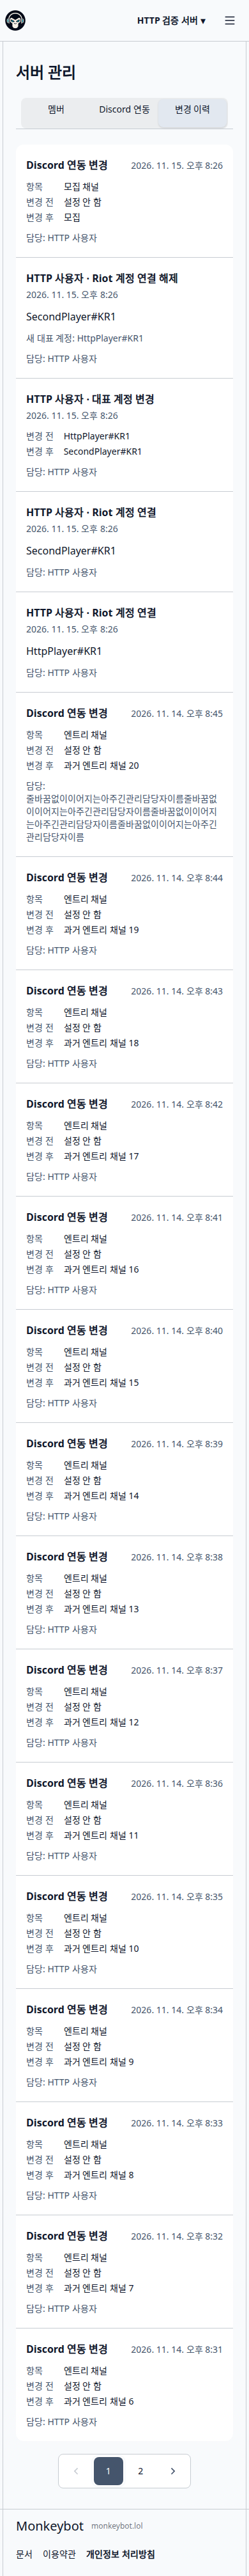 HTTP 검증 서버 ▾
서버 관리
멤버 Discord 연동 변경 이력
Discord 연동 변경 2026. 11. 15. 오후 8:26
항목 모집 채널
변경 전 설정 안 함
변경 후 모집
담당: HTTP 사용자
HTTP 사용자 · Riot 계정 연결 해제
2026. 11. 15. 오후 8:26
SecondPlayer#KR1
새 대표 계정: HttpPlayer#KR1
담당: HTTP 사용자
HTTP 사용자 · 대표 계정 변경
2026. 11. 15. 오후 8:26
변경 전 HttpPlayer#KR1
변경 후 SecondPlayer#KR1
담당: HTTP 사용자
HTTP 사용자 · Riot 계정 연결
2026. 11. 15. 오후 8:26
SecondPlayer#KR1
담당: HTTP 사용자
HTTP 사용자 · Riot 계정 연결
2026. 11. 15. 오후 8:26
HttpPlayer#KR1
담당: HTTP 사용자
Discord 연동 변경 2026. 11. 14. 오후 8:45
항목 엔트리 채널
변경 전 설정 안 함
변경 후 과거 엔트리 채널 20
담당:
줄바꿈없이이어지는아주긴관리담당자이름줄바꿈없
이이어지는아주긴관리담당자이름줄바꿈없이이어지
는아주긴관리담당자이름줄바꿈없이이어지는아주긴
관리담당자이름
Discord 연동 변경 2026. 11. 14. 오후 8:44
항목 엔트리 채널
변경 전 설정 안 함
변경 후 과거 엔트리 채널 19
담당: HTTP 사용자
Discord 연동 변경 2026. 11. 14. 오후 8:43
항목 엔트리 채널
변경 전 설정 안 함
변경 후 과거 엔트리 채널 18
담당: HTTP 사용자
Discord 연동 변경 2026. 11. 14. 오후 8:42
항목 엔트리 채널
변경 전 설정 안 함
변경 후 과거 엔트리 채널 17
담당: HTTP 사용자
Discord 연동 변경 2026. 11. 14. 오후 8:41
항목 엔트리 채널
변경 전 설정 안 함
변경 후 과거 엔트리 채널 16
담당: HTTP 사용자
Discord 연동 변경 2026. 11. 14. 오후 8:40
항목 엔트리 채널
변경 전 설정 안 함
변경 후 과거 엔트리 채널 15
담당: HTTP 사용자
Discord 연동 변경 2026. 11. 14. 오후 8:39
항목 엔트리 채널
변경 전 설정 안 함
변경 후 과거 엔트리 채널 14
담당: HTTP 사용자
Discord 연동 변경 2026. 11. 14. 오후 8:38
항목 엔트리 채널
변경 전 설정 안 함
변경 후 과거 엔트리 채널 13
담당: HTTP 사용자
Discord 연동 변경 2026. 11. 14. 오후 8:37
항목 엔트리 채널
변경 전 설정 안 함
변경 후 과거 엔트리 채널 12
담당: HTTP 사용자
Discord 연동 변경 2026. 11. 14. 오후 8:36
항목 엔트리 채널
변경 전 설정 안 함
변경 후 과거 엔트리 채널 11
담당: HTTP 사용자
Discord 연동 변경 2026. 11. 14. 오후 8:35
항목 엔트리 채널
변경 전 설정 안 함
변경 후 과거 엔트리 채널 10
담당: HTTP 사용자
Discord 연동 변경 2026. 11. 14. 오후 8:34
항목 엔트리 채널
변경 전 설정 안 함
변경 후 과거 엔트리 채널 9
담당: HTTP 사용자
Discord 연동 변경 2026. 11. 14. 오후 8:33
항목 엔트리 채널
변경 전 설정 안 함
변경 후 과거 엔트리 채널 8
담당: HTTP 사용자
Discord 연동 변경 2026. 11. 14. 오후 8:32
항목 엔트리 채널
변경 전 설정 안 함
변경 후 과거 엔트리 채널 7
담당: HTTP 사용자
Discord 연동 변경 2026. 11. 14. 오후 8:31
항목 엔트리 채널
변경 전 설정 안 함
변경 후 과거 엔트리 채널 6
담당: HTTP 사용자
1 2
Monkeybot monkeybot.lol
문서 이용약관 개인정보 처리방침